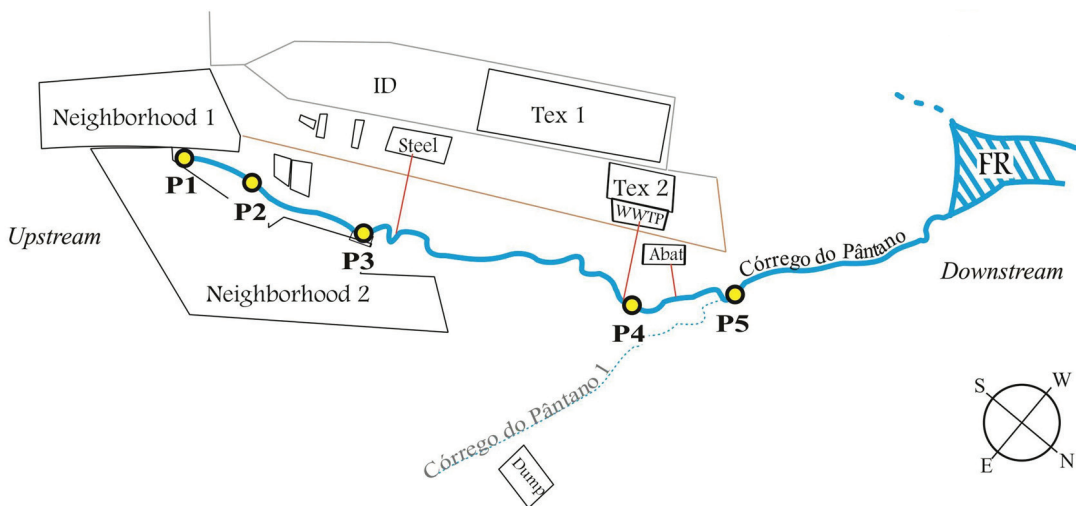 ID
Tex 1
Neighborhood 1
Steel
FR
P1
P2
Tex 2
WWTP
Upstream
P3
Abat
Córrego do Pântano
Downstream
Neighborhood 2
P4
P5
Córrego do Pântano 1
Dump
S
W
E
N